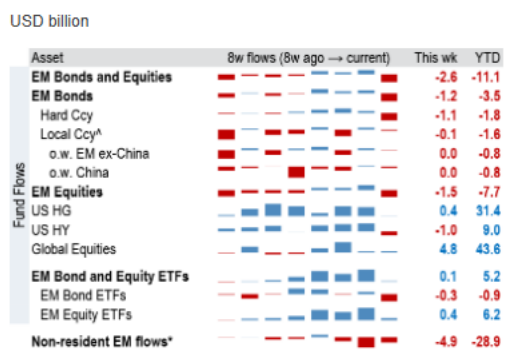 USD billion
Asset 8w flows (8w ago → current) This wk YTD
Fund Flows
EM Bonds and Equities -2.6 -11.1
EM Bonds -1.2 -3.5
Hard Ccy -1.1 -1.8
Local Ccy^ -0.1 -1.6
o.w. EM ex-China 0.0 -0.8
o.w. China 0.0 -0.8
EM Equities -1.5 -7.7
US HG 0.4 31.4
US HY -1.0 9.0
Global Equities 4.8 43.6
EM Bond and Equity ETFs 0.1 5.2
EM Bond ETFs -0.3 -0.9
EM Equity ETFs 0.4 6.2
Non-resident EM flows* -4.9 -28.9